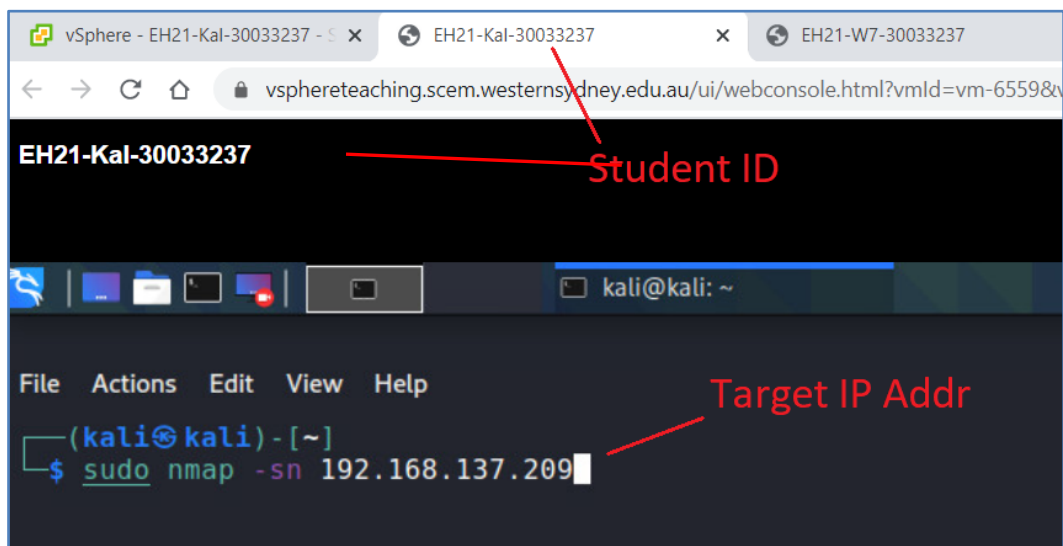 vSphere - EH21-Kal-30033237 - S
EH21-Kal-30033237
EH21-W7-30033237
vsphereteaching.scem.westernsydney.edu.au/ui/webconsole.html?vmId=vm-6559&
EH21-Kal-30033237
Student ID
kali@kali: ~
File Actions Edit View Help
Target IP Addr
(kali㉿kali)-[~]
$ sudo nmap -sn 192.168.137.209